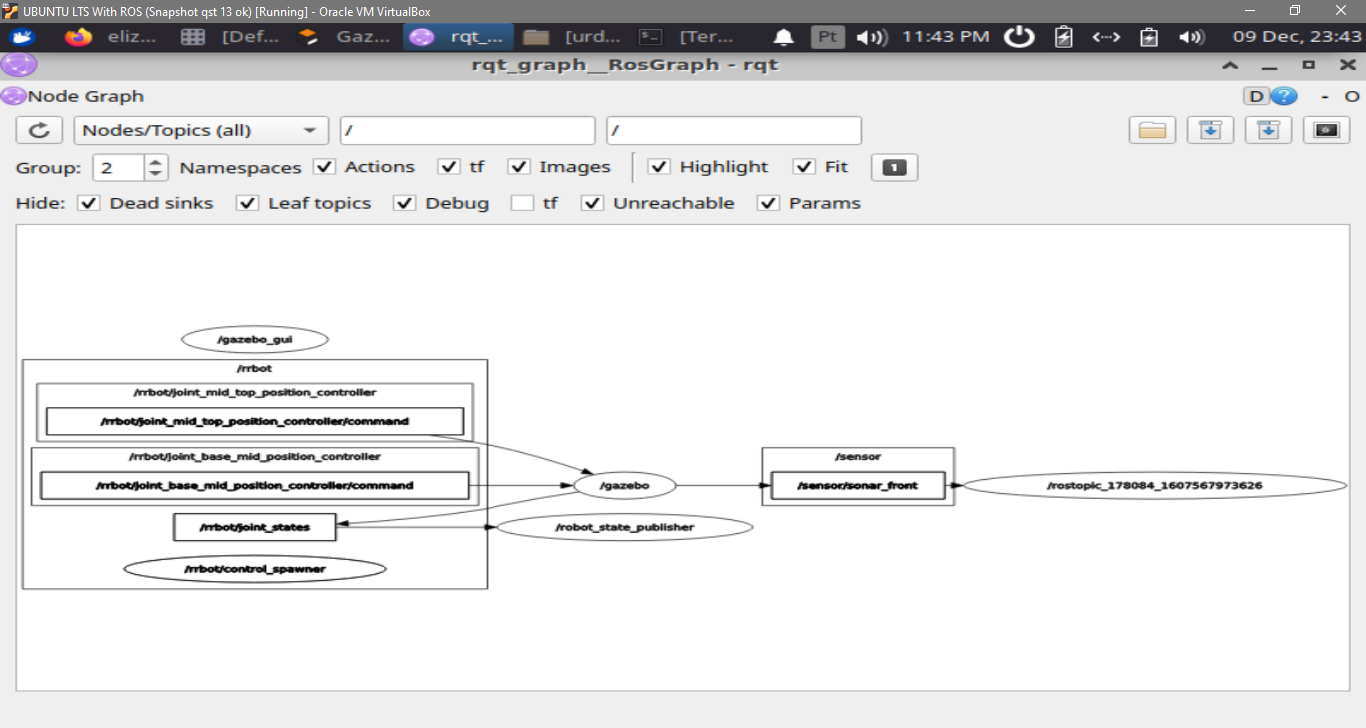 UBUNTU LTS With ROS (Snapshot qst 13 ok) [Running] - Oracle VM VirtualBox
eliz... [Def... Gaz... rqt_... [urd... [Ter... Pt 11:43 PM 09 Dec, 23:43
rqt_graph__RosGraph - rqt
Node Graph D ? - O
Nodes/Topics (all) / /
Group: 2 Namespaces Actions tf Images Highlight Fit 1
Hide: Dead sinks Leaf topics Debug tf Unreachable Params
/gazebo_gui
/rrbot
/rrbot/joint_mid_top_position_controller
/rrbot/joint_mid_top_position_controller/command
/rrbot/joint_base_mid_position_controller
/rrbot/joint_base_mid_position_controller/command
/gazebo
/sensor
/sensor/sonar_front
/rostopic_178084_1607567973626
/rrbot/joint_states
/robot_state_publisher
/rrbot/control_spawner